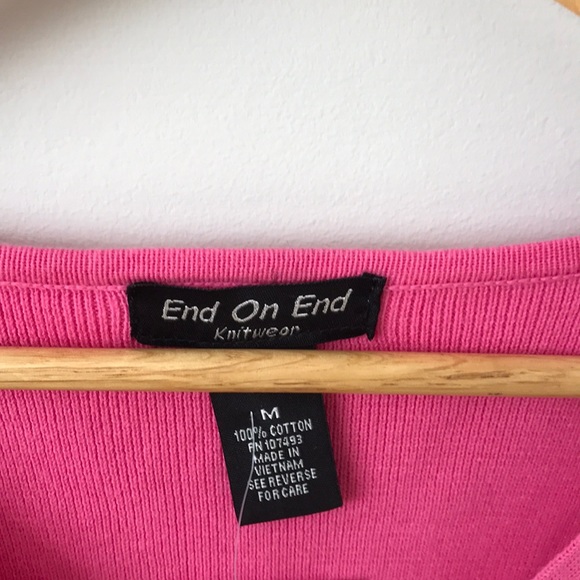 End On End
Knitwear
M
100% COTTON
RN 107493
MADE IN
VIETNAM
SEE REVERSE
FOR CARE